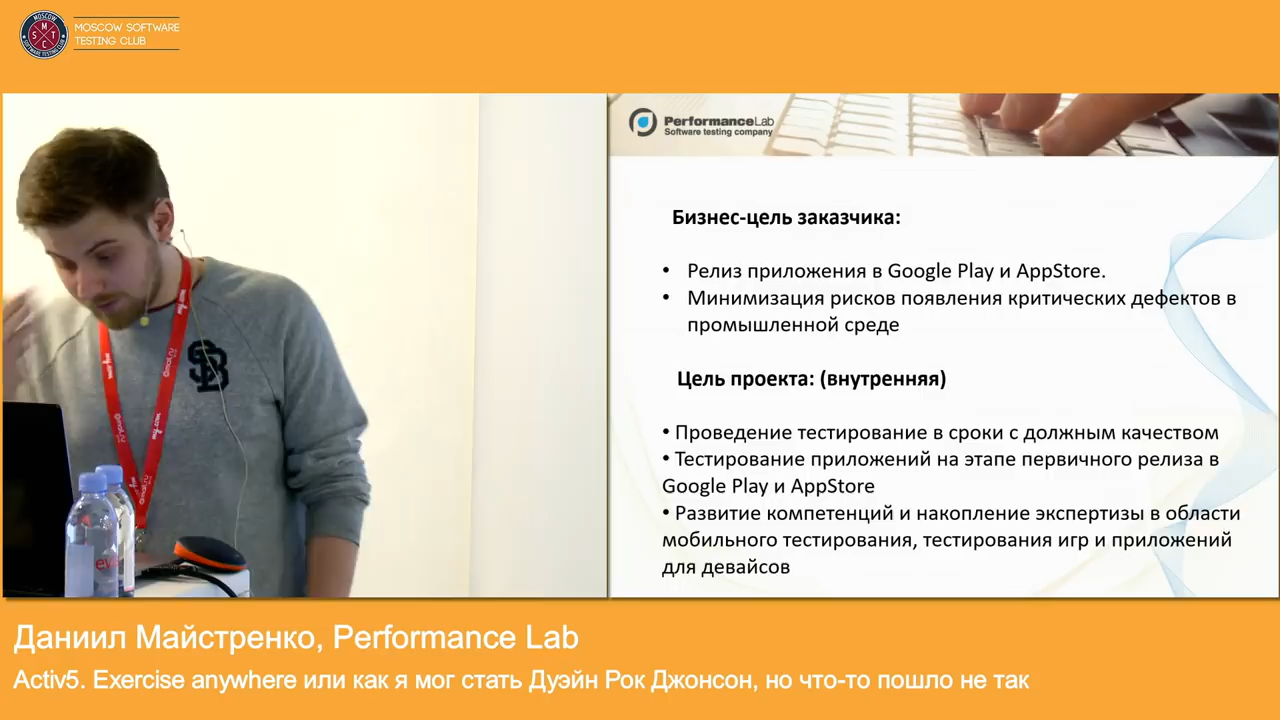 MOSCOW SOFTWARE
TESTING CLUB
PerformanceLab
Software testing company
Бизнес-цель заказчика:
• Релиз приложения в Google Play и AppStore.
• Минимизация рисков появления критических дефектов в
промышленной среде
Цель проекта: (внутренняя)
• Проведение тестирование в сроки с должным качеством
• Тестирование приложений на этапе первичного релиза в
Google Play и AppStore
• Развитие компетенций и накопление экспертизы в области
мобильного тестирования, тестирования игр и приложений
для девайсов
Даниил Майстренко, Performance Lab
Activ5. Exercise anywhere или как я мог стать Дуэйн Рок Джонсон, но что-то пошло не так